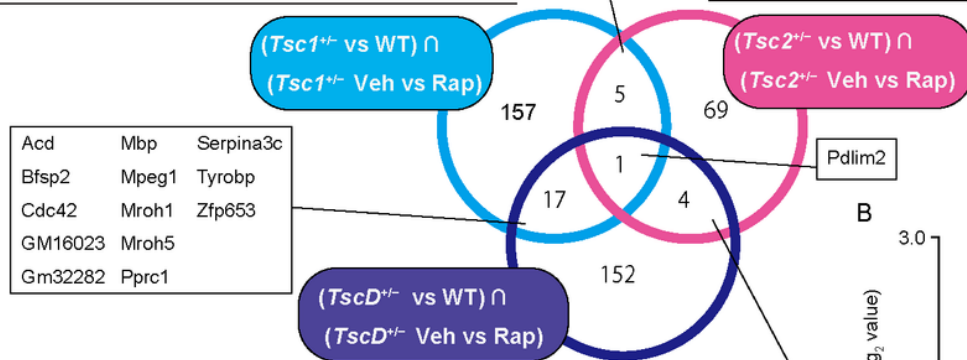 (Tsc1+/− vs WT) ∩
(Tsc1+/− Veh vs Rap)
(Tsc2+/− vs WT) ∩
(Tsc2+/− Veh vs Rap)
157
5
69
1
17
4
152
Pdlim2
Acd Mbp Serpina3c
Bfsp2 Mpeg1 Tyrobp
Cdc42 Mroh1 Zfp653
GM16023 Mroh5
Gm32282 Pprc1
(TscD+/− vs WT) ∩
(TscD+/− Veh vs Rap)
B
3.0
value)